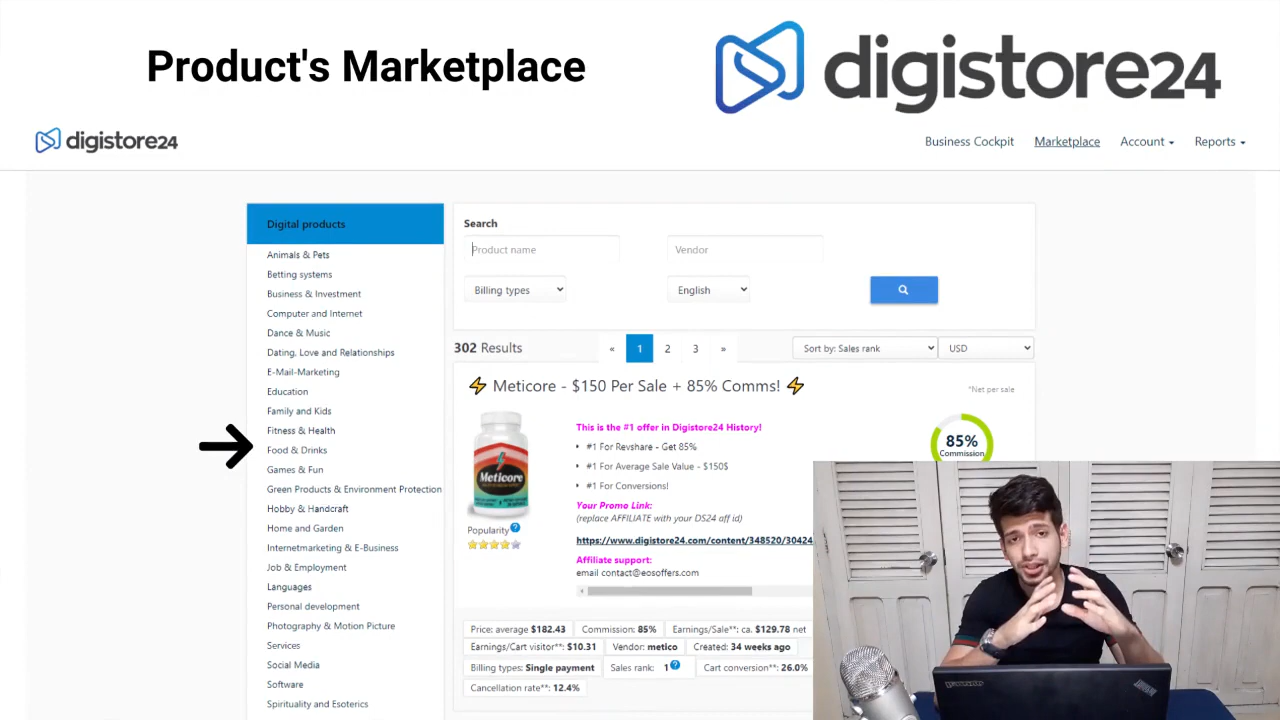 Product's Marketplace
digistore24
digistore24
Business Cockpit Marketplace Account Reports
Digital products
Animals & Pets
Betting systems
Business & Investment
Computer and Internet
Dance & Music
Dating, Love and Relationships
E-Mail-Marketing
Education
Family and Kids
Fitness & Health
Food & Drinks
Games & Fun
Green Products & Environment Protection
Hobby & Handcraft
Home and Garden
Internetmarketing & E-Business
Job & Employment
Languages
Personal development
Photography & Motion Picture
Services
Social Media
Software
Spirituality and Esoterics
Search
Product name Vendor
Billing types English
302 Results « 1 2 3 » Sort by: Sales rank USD
⚡ Meticore - $150 Per Sale + 85% Comms! ⚡
*Net per sale
This is the #1 offer in Digistore24 History!
• #1 For Revshare - Get 85%
• #1 For Average Sale Value - $150$
• #1 For Conversions!
85%
Commission
Meticore
Your Promo Link:
(replace AFFILIATE with your DS24 aff id)
https://www.digistore24.com/content/348520/30424
Popularity ?
Affiliate support:
email contact@eosoffers.com
Price: average $182.43 Commission: 85% Earnings/Sale**: ca. $129.78 net
Earnings/Cart visitor**: $10.31 Vendor: metico Created: 34 weeks ago
Billing types: Single payment Sales rank: 1 ? Cart conversion**: 26.0%
Cancellation rate**: 12.4%